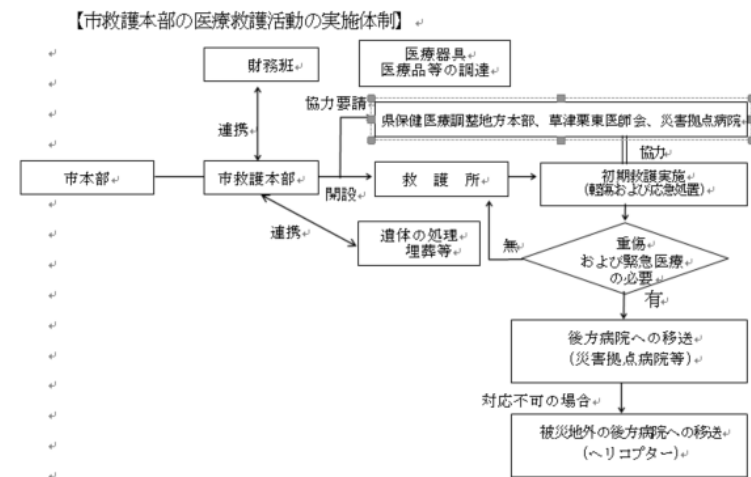 【市救護本部の医療救護活動の実施体制】
財務班
医療器具
医療品等の調達
協力要請
県保健医療調整地方本部、草津栗東医師会、災害拠点病院
連携
協力
市本部
市救護本部
開設
救護所
初期救護実施
(軽傷および応急処置)
連携
遺体の処理
埋葬等
無
重傷
および緊急医療
の必要
有
後方病院への移送
(災害拠点病院等)
対応不可の場合
被災地外の後方病院への移送
(ヘリコプター)